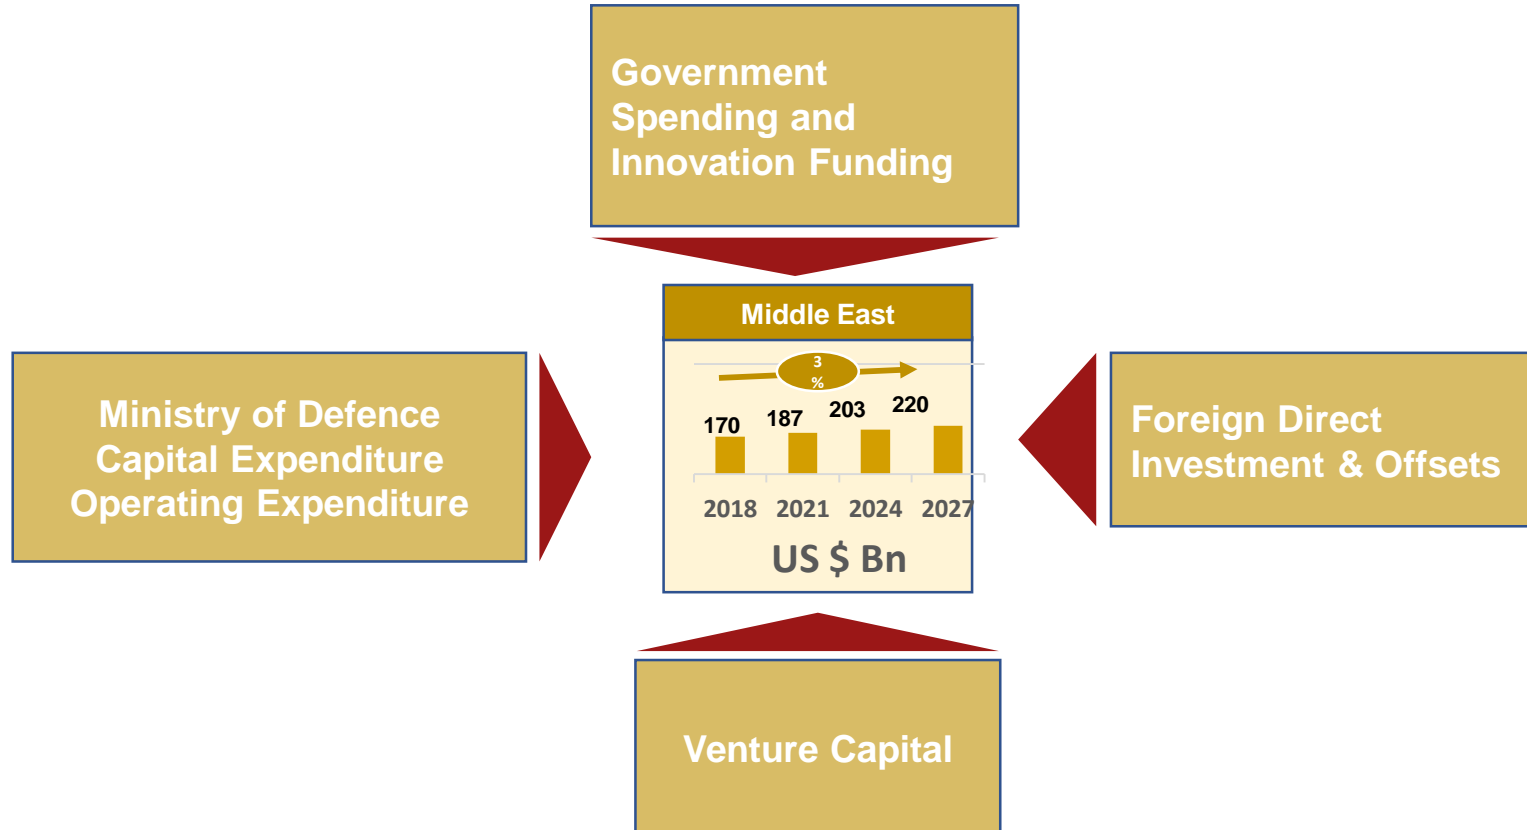 Government
Spending and
Innovation Funding
Middle East
3
%
170 187 203 220
2018 2021 2024 2027
US $ Bn
Ministry of Defence
Capital Expenditure
Operating Expenditure
Foreign Direct
Investment & Offsets
Venture Capital